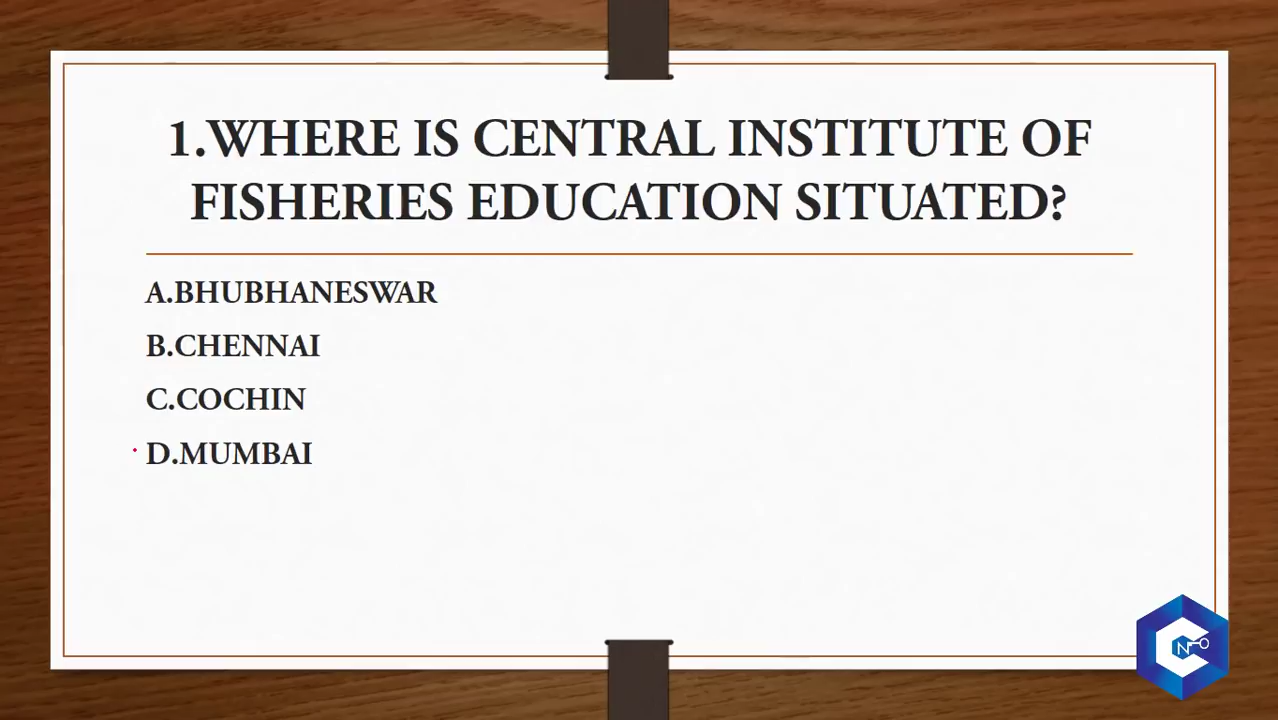 1.WHERE IS CENTRAL INSTITUTE OF
FISHERIES EDUCATION SITUATED?
A.BHUBHANESWAR
B.CHENNAI
C.COCHIN
D.MUMBAI